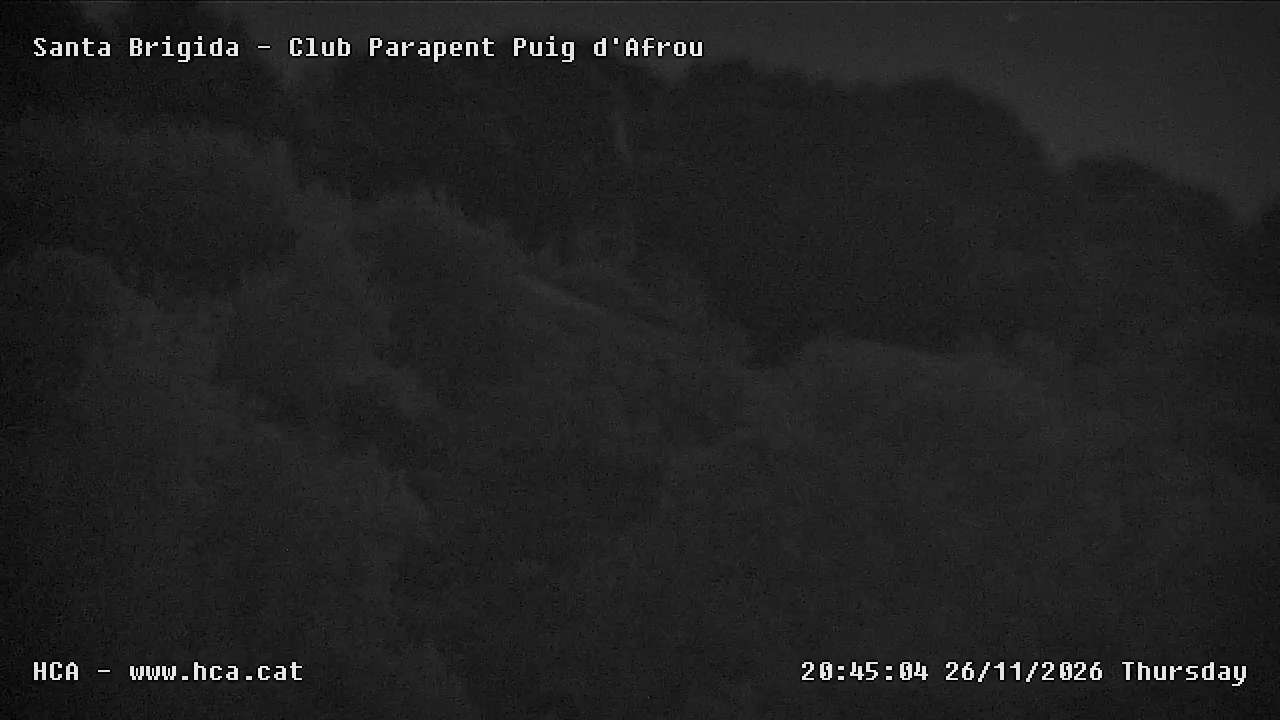 Santa Brigida - Club Parapent Puig d'Afrou
HCA - www.hca.cat
20:45:04 26/11/2026 Thursday